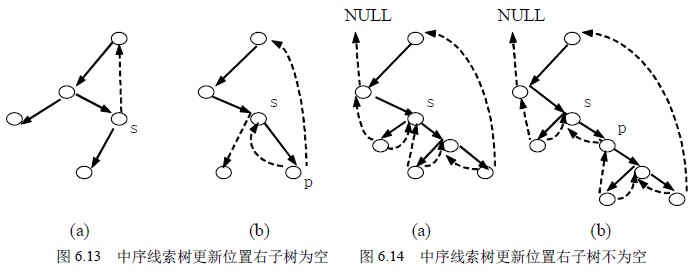 NULL NULL
S S S S
p
p
(a) (b) (a) (b)
图 6.13 中序线索树更新位置右子树为空 图 6.14 中序线索树更新位置右子树不为空